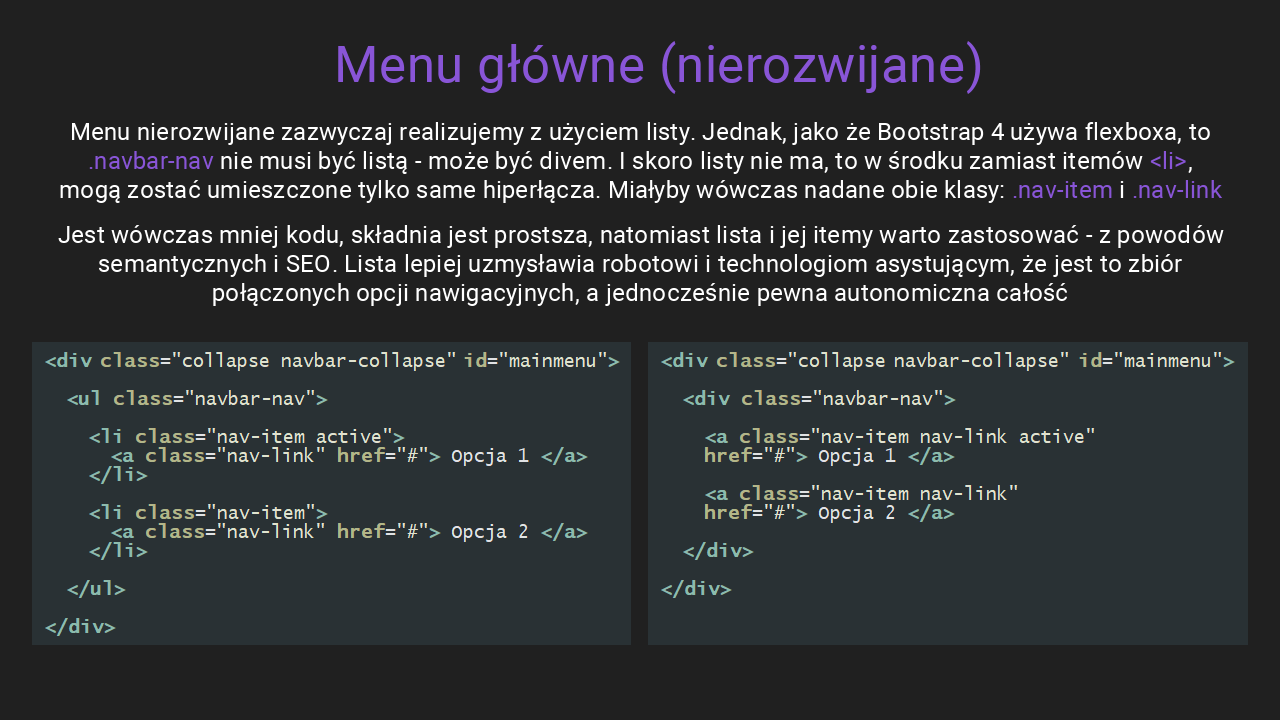 Menu główne (nierozwijane)
Menu nierozwijane zazwyczaj realizujemy z użyciem listy. Jednak, jako że Bootstrap 4 używa flexboxa, to
.navbar-nav nie musi być listą - może być divem. I skoro listy nie ma, to w środku zamiast itemów <li>,
mogą zostać umieszczone tylko same hiperłącza. Miałyby wówczas nadane obie klasy: .nav-item i .nav-link
Jest wówczas mniej kodu, składnia jest prostsza, natomiast lista i jej itemy warto zastosować - z powodów
semantycznych i SEO. Lista lepiej uzmysławia robotowi i technologiom asystującym, że jest to zbiór
połączonych opcji nawigacyjnych, a jednocześnie pewna autonomiczna całość
<div class="collapse navbar-collapse" id="mainmenu">
<ul class="navbar-nav">
<li class="nav-item active">
<a class="nav-link" href="#"> Opcja 1 </a>
</li>
<li class="nav-item">
<a class="nav-link" href="#"> Opcja 2 </a>
</li>
</ul>
</div>
<div class="collapse navbar-collapse" id="mainmenu">
<div class="navbar-nav">
<a class="nav-item nav-link active"
href="#"> Opcja 1 </a>
<a class="nav-item nav-link"
href="#"> Opcja 2 </a>
</div>
</div>